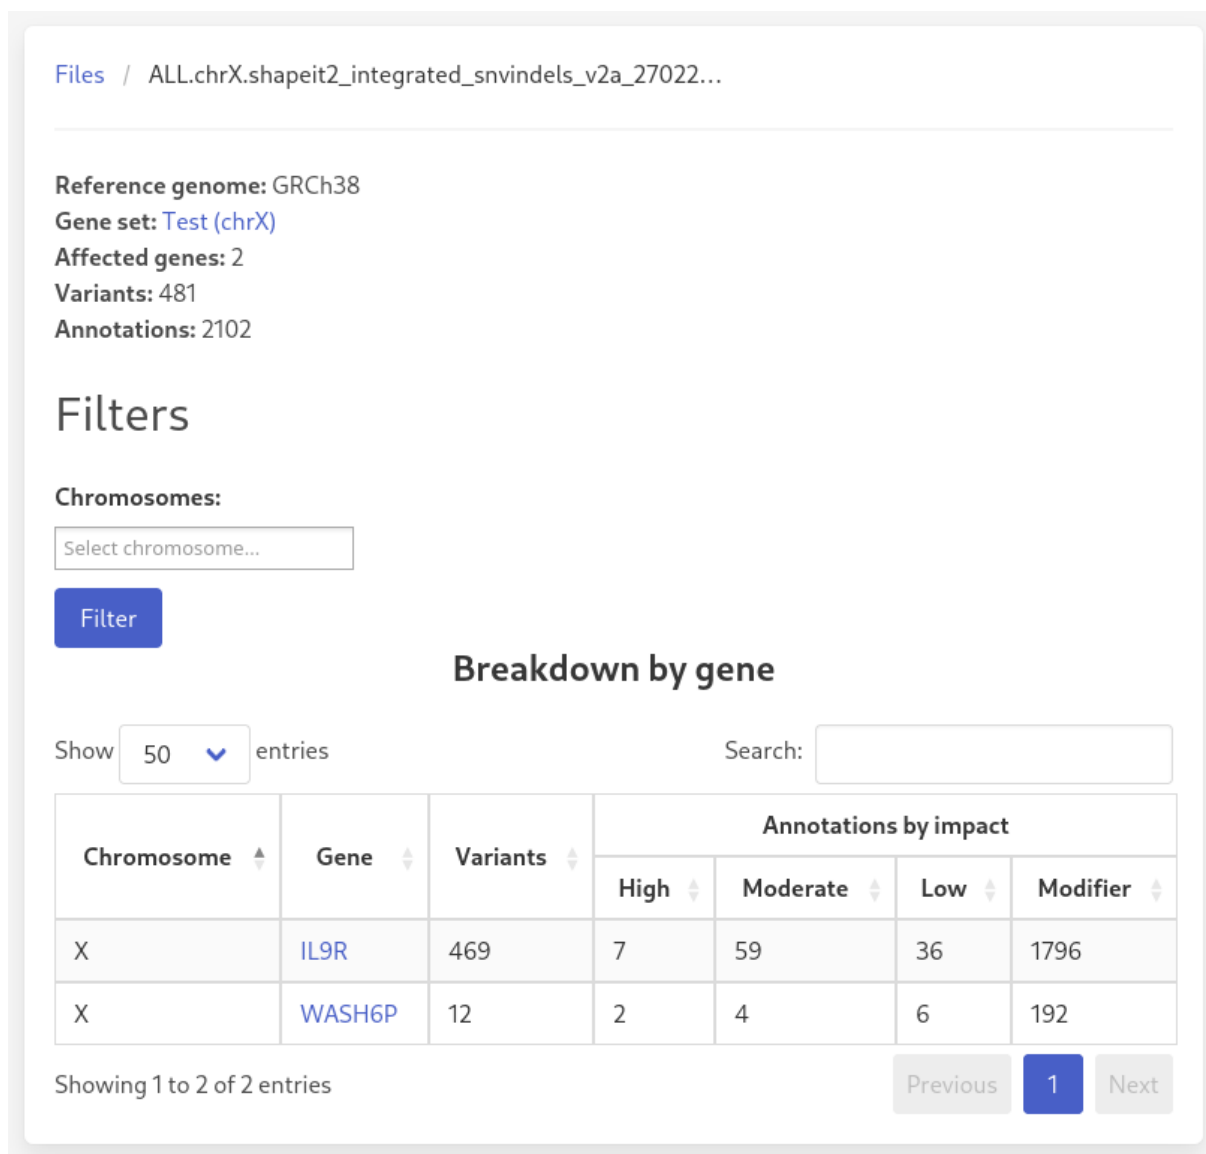 Files / ALL.chrX.shapeit2_integrated_snvindels_v2a_27022...
Reference genome: GRCh38
Gene set: Test (chrX)
Affected genes: 2
Variants: 481
Annotations: 2102
Filters
Chromosomes:
Select chromosome...
Filter
Breakdown by gene
Show 50 entries Search:
Annotations by impact
Chromosome Gene Variants
High Moderate Low Modifier
X IL9R 469 7 59 36 1796
X WASH6P 12 2 4 6 192
Showing 1 to 2 of 2 entries Previous 1 Next